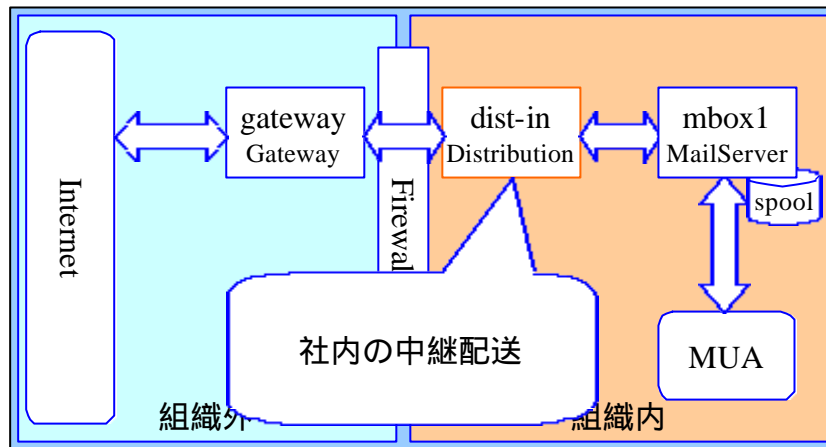 Internet
gateway
Gateway
Firewal
dist-in
Distribution
mbox1
MailServer
spool
社内の中継配送
MUA
組織外
組織内